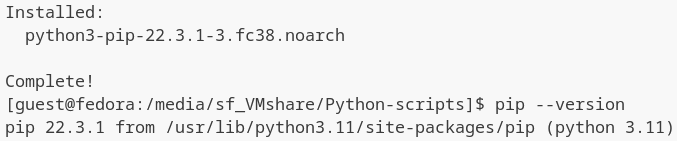 Installed:
  python3-pip-22.3.1-3.fc38.noarch
Complete!
[guest@fedora:/media/sf_VMshare/Python-scripts]$ pip --version
pip 22.3.1 from /usr/lib/python3.11/site-packages/pip (python 3.11)